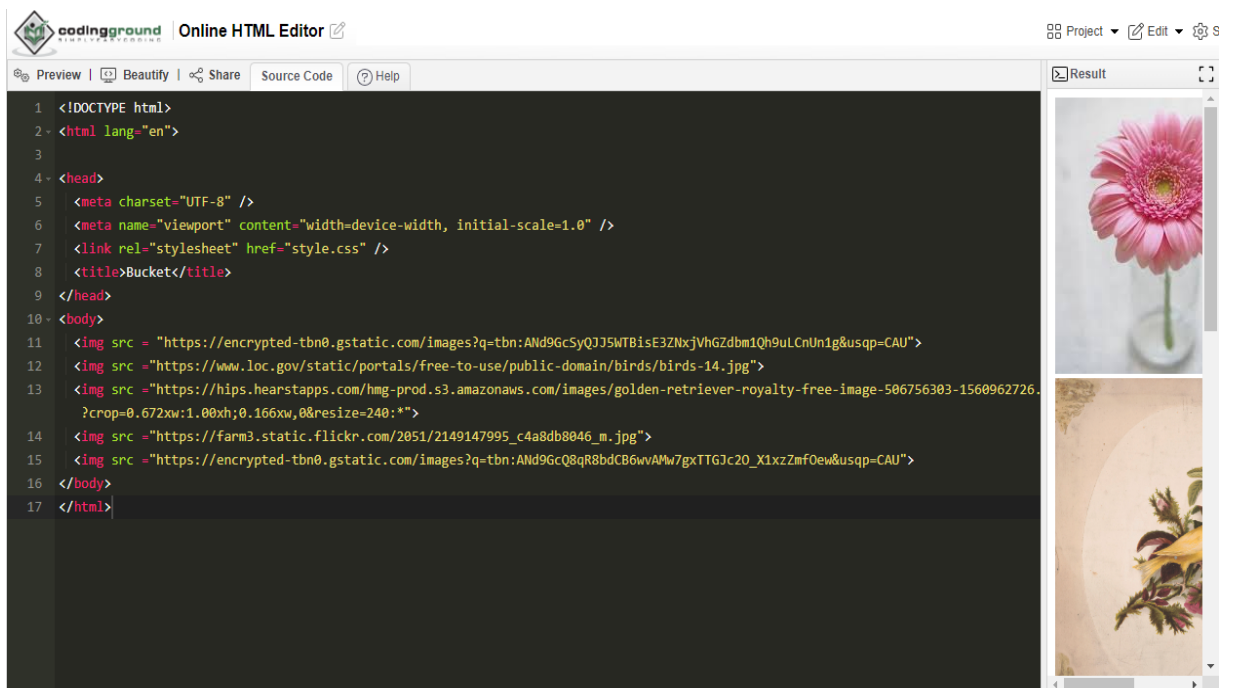 codingground Online HTML Editor Project Edit S
SIMPLYEASYCODING
Preview | Beautify | Share Source Code Help Result
1 <!DOCTYPE html>
2 <html lang="en">
3
4 <head>
5 <meta charset="UTF-8" />
6 <meta name="viewport" content="width=device-width, initial-scale=1.0" />
7 <link rel="stylesheet" href="style.css" />
8 <title>Bucket</title>
9 </head>
10 <body>
11 <img src = "https://encrypted-tbn0.gstatic.com/images?q=tbn:ANd9GcSyQJJ5WTBisE3ZNxjVhGZdbm1Qh9uLCnUn1g&usqp=CAU">
12 <img src ="https://www.loc.gov/static/portals/free-to-use/public-domain/birds/birds-14.jpg">
13 <img src ="https://hips.hearstapps.com/hmg-prod.s3.amazonaws.com/images/golden-retriever-royalty-free-image-506756303-1560962726.
?crop=0.672xw:1.00xh;0.166xw,0&resize=240:*">
14 <img src ="https://farm3.static.flickr.com/2051/2149147995_c4a8db8046_m.jpg">
15 <img src ="https://encrypted-tbn0.gstatic.com/images?q=tbn:ANd9GcQ8qR8bdCB6wvAMw7gxTTGJc2O_X1xzZmfOew&usqp=CAU">
16 </body>
17 </html>